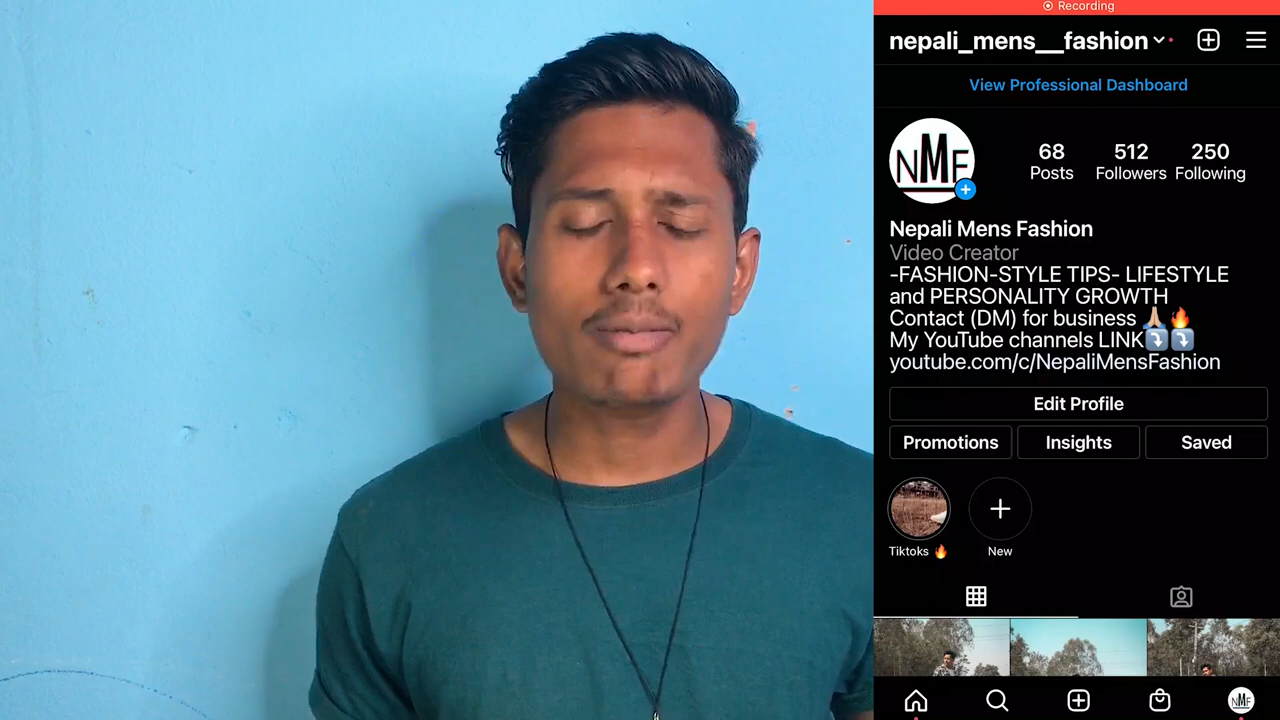 Recording
nepali_mens__fashion
View Professional Dashboard
NMF
68 512 250
Posts Followers Following
Nepali Mens Fashion
Video Creator
-FASHION-STYLE TIPS- LIFESTYLE
and PERSONALITY GROWTH
Contact (DM) for business 🙏🏼🔥
My YouTube channels LINK⤵️⤵️
youtube.com/c/NepaliMensFashion
Edit Profile
Promotions Insights Saved
Tiktoks 🔥 New
NMF